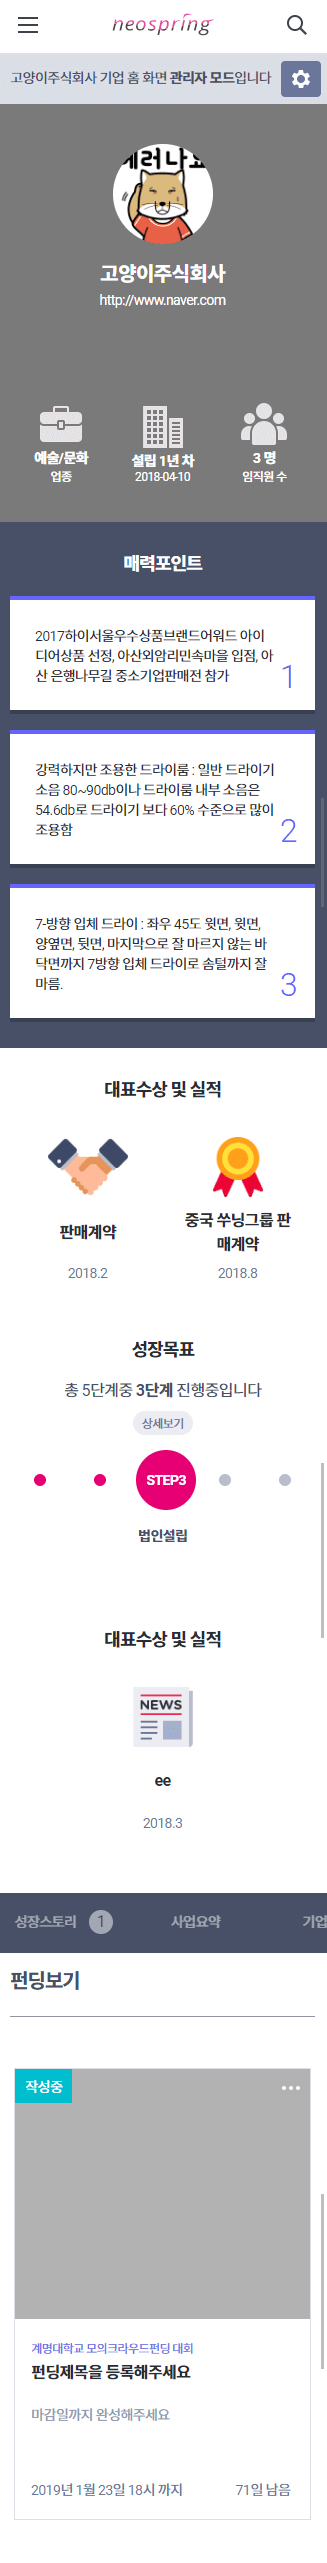 neospring
고양이주식회사 기업 홈 화면 관리자 모드입니다
게러나요
고양이주식회사
http://www.naver.com
예술/문화
업종
설립 1년 차
2018-04-10
3 명
임직원 수
매력포인트
2017하이서울우수상품브랜드어워드 아이
디어상품 선정, 아산외암리민속마을 입점, 아
산 은행나무길 중소기업판매전 참가
1
강력하지만 조용한 드라이룸 : 일반 드라이기
소음 80~90db이나 드라이룸 내부 소음은
54.6db로 드라이기 보다 60% 수준으로 많이
조용함
2
7-방향 입체 드라이 : 좌우 45도 윗면, 윗면,
양옆면, 뒷면, 마지막으로 잘 마르지 않는 바
닥면까지 7방향 입체 드라이로 솜털까지 잘
마름.
3
대표수상 및 실적
판매계약
2018.2
중국 쑤닝그룹 판
매계약
2018.8
성장목표
총 5단계중 3단계 진행중입니다
상세보기
STEP3
법인설립
대표수상 및 실적
NEWS
ee
2018.3
성장스토리 1 사업요약 기업
펀딩보기
작성중
계명대학교 모의크라우드펀딩 대회
펀딩제목을 등록해주세요
마감일까지 완성해주세요
2019년 1월 23일 18시 까지 71일 남음